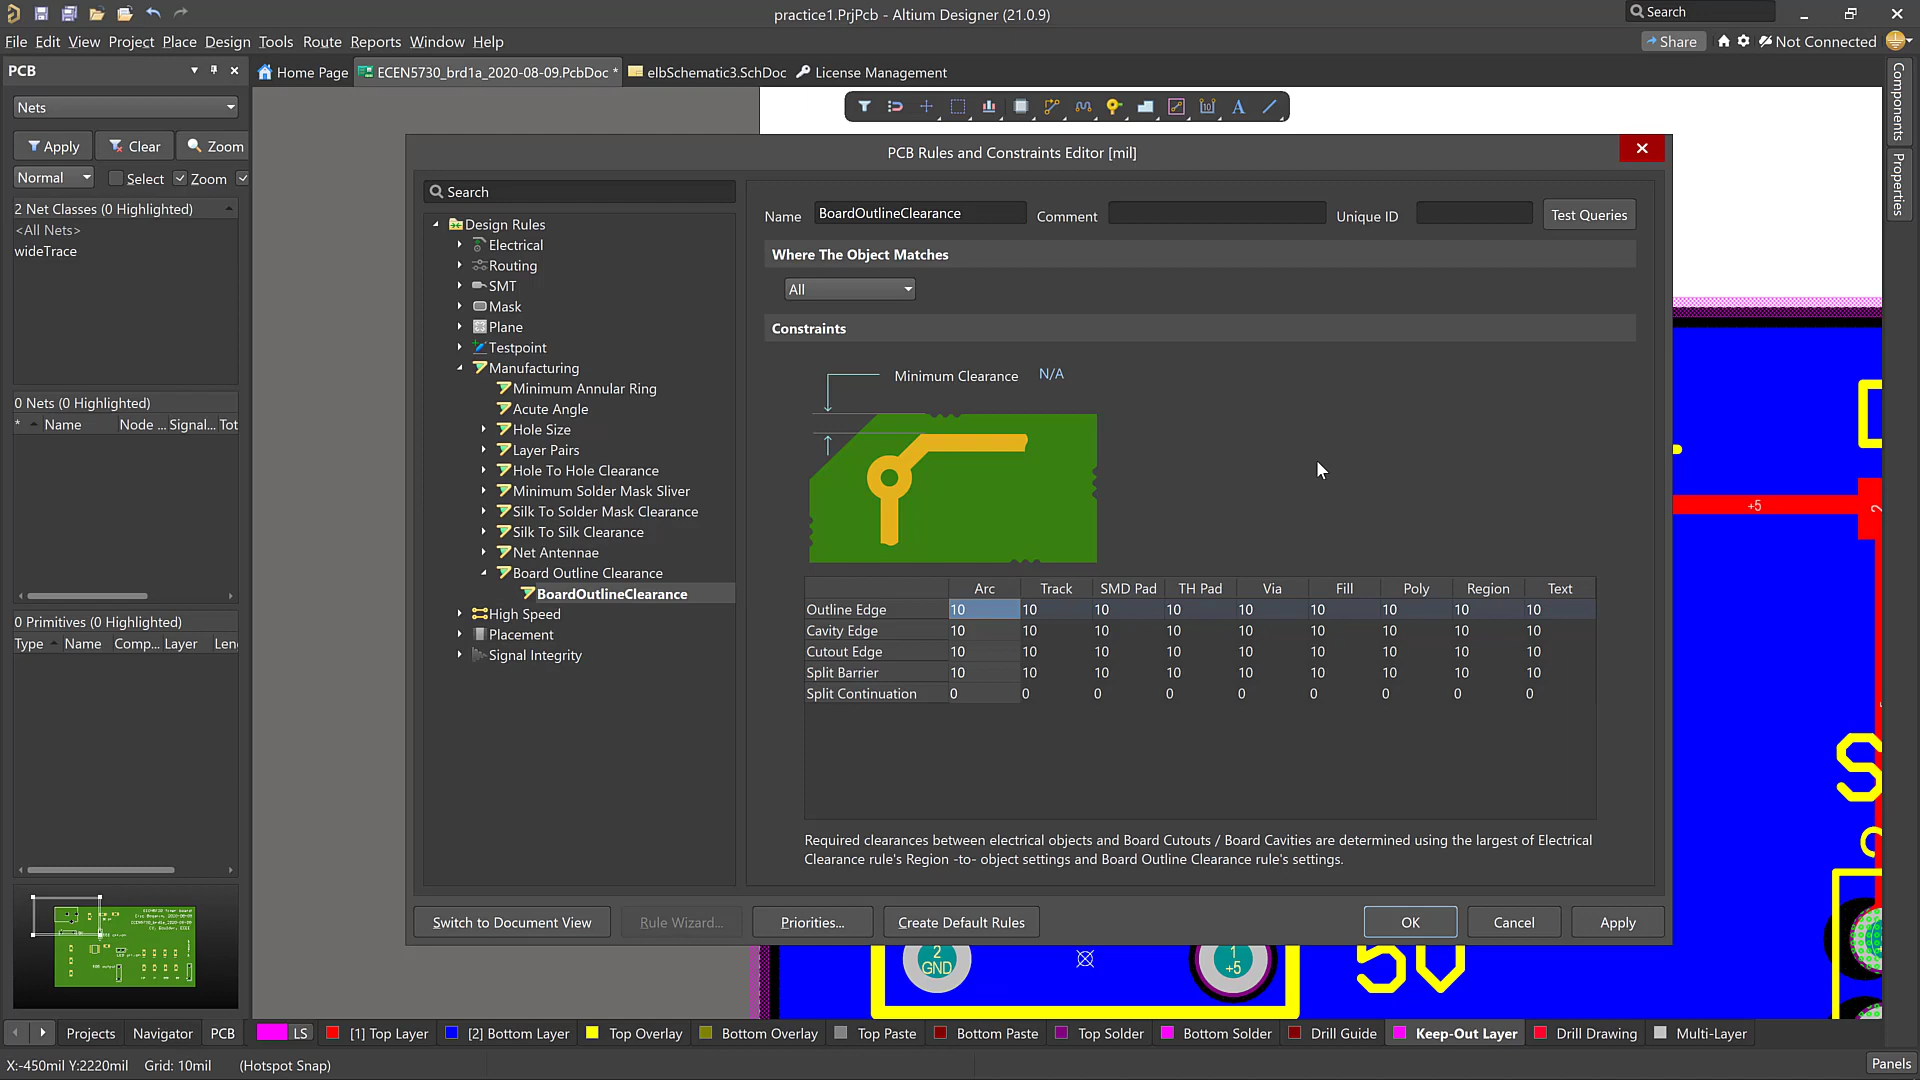 practice1.PrjPcb - Altium Designer (21.0.9)
Search
File Edit View Project Place Design Tools Route Reports Window Help
Share
Not Connected
PCB
Home Page
ECEN5730_brd1a_2020-08-09.PcbDoc *
elbSchematic3.SchDoc
License Management
Nets
Apply
Clear
Zoom
Normal
Select
Zoom
2 Net Classes (0 Highlighted)
<All Nets>
wideTrace
0 Nets (0 Highlighted)
* Name Node ... Signal... Tot
0 Primitives (0 Highlighted)
Type Name Comp... Layer Len
Components
Properties
PCB Rules and Constraints Editor [mil]
Search
Design Rules
Electrical
Routing
SMT
Mask
Plane
Testpoint
Manufacturing
Minimum Annular Ring
Acute Angle
Hole Size
Layer Pairs
Hole To Hole Clearance
Minimum Solder Mask Sliver
Silk To Solder Mask Clearance
Silk To Silk Clearance
Net Antennae
Board Outline Clearance
BoardOutlineClearance
High Speed
Placement
Signal Integrity
Name BoardOutlineClearance Comment Unique ID Test Queries
Where The Object Matches
All
Constraints
Minimum Clearance N/A
Arc Track SMD Pad TH Pad Via Fill Poly Region Text
Outline Edge 10 10 10 10 10 10 10 10 10
Cavity Edge 10 10 10 10 10 10 10 10 10
Cutout Edge 10 10 10 10 10 10 10 10 10
Split Barrier 10 10 10 10 10 10 10 10 10
Split Continuation 0 0 0 0 0 0 0 0 0
Required clearances between electrical objects and Board Cutouts / Board Cavities are determined using the largest of Electrical
Clearance rule's Region -to- object settings and Board Outline Clearance rule's settings.
Switch to Document View
Rule Wizard...
Priorities...
Create Default Rules
OK
Cancel
Apply
+5
2
S
2
GND
1
+5
5V
Projects Navigator PCB
LS
[1] Top Layer
[2] Bottom Layer
Top Overlay
Bottom Overlay
Top Paste
Bottom Paste
Top Solder
Bottom Solder
Drill Guide
Keep-Out Layer
Drill Drawing
Multi-Layer
X:-450mil Y:2220mil Grid: 10mil (Hotspot Snap)
Panels